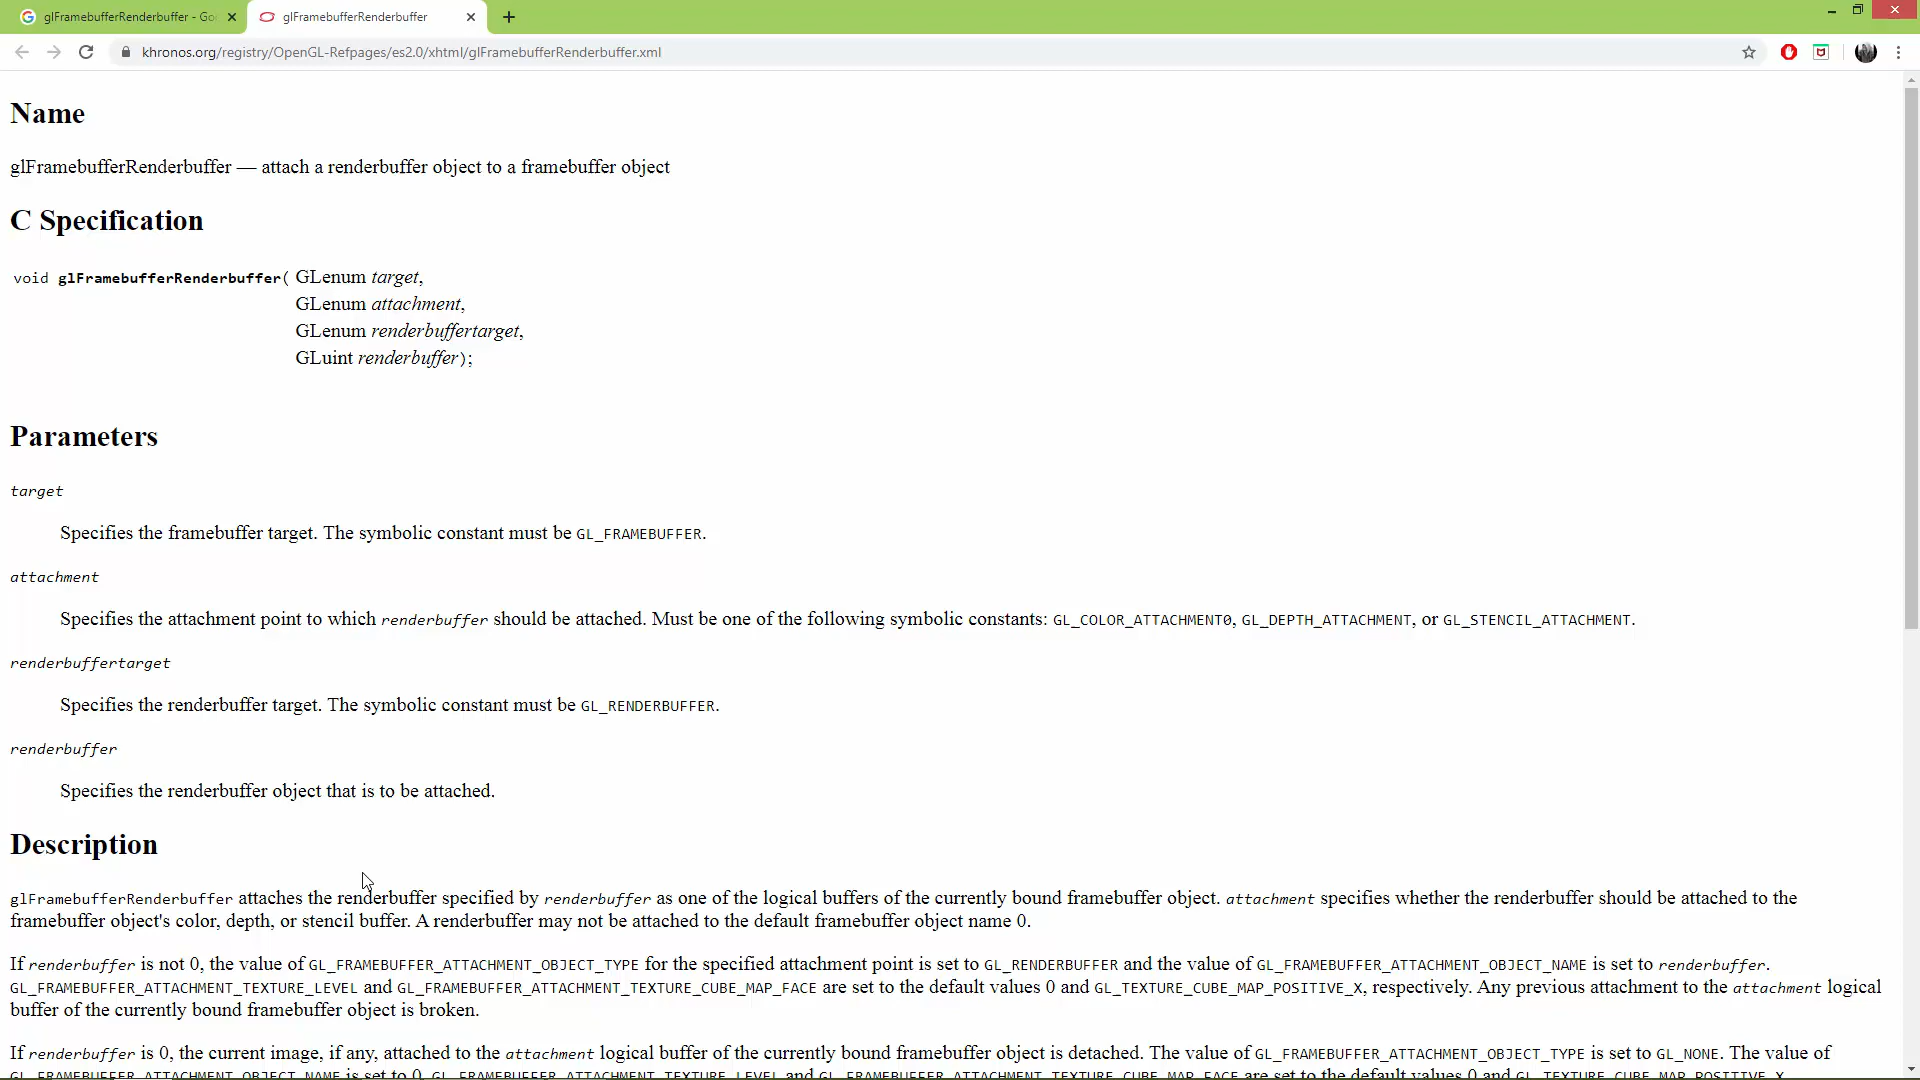 glFramebufferRenderbuffer - Go
glFramebufferRenderbuffer
khronos.org/registry/OpenGL-Refpages/es2.0/xhtml/glFramebufferRenderbuffer.xml
Name
glFramebufferRenderbuffer — attach a renderbuffer object to a framebuffer object
C Specification
void glFramebufferRenderbuffer( GLenum target,
GLenum attachment,
GLenum renderbuffertarget,
GLuint renderbuffer);
Parameters
target
Specifies the framebuffer target. The symbolic constant must be GL_FRAMEBUFFER.
attachment
Specifies the attachment point to which renderbuffer should be attached. Must be one of the following symbolic constants: GL_COLOR_ATTACHMENT0, GL_DEPTH_ATTACHMENT, or GL_STENCIL_ATTACHMENT.
renderbuffertarget
Specifies the renderbuffer target. The symbolic constant must be GL_RENDERBUFFER.
renderbuffer
Specifies the renderbuffer object that is to be attached.
Description
glFramebufferRenderbuffer attaches the renderbuffer specified by renderbuffer as one of the logical buffers of the currently bound framebuffer object. attachment specifies whether the renderbuffer should be attached to the
framebuffer object's color, depth, or stencil buffer. A renderbuffer may not be attached to the default framebuffer object name 0.
If renderbuffer is not 0, the value of GL_FRAMEBUFFER_ATTACHMENT_OBJECT_TYPE for the specified attachment point is set to GL_RENDERBUFFER and the value of GL_FRAMEBUFFER_ATTACHMENT_OBJECT_NAME is set to renderbuffer.
GL_FRAMEBUFFER_ATTACHMENT_TEXTURE_LEVEL and GL_FRAMEBUFFER_ATTACHMENT_TEXTURE_CUBE_MAP_FACE are set to the default values 0 and GL_TEXTURE_CUBE_MAP_POSITIVE_X, respectively. Any previous attachment to the attachment logical
buffer of the currently bound framebuffer object is broken.
If renderbuffer is 0, the current image, if any, attached to the attachment logical buffer of the currently bound framebuffer object is detached. The value of GL_FRAMEBUFFER_ATTACHMENT_OBJECT_TYPE is set to GL_NONE. The value of
GL_FRAMEBUFFER_ATTACHMENT_OBJECT_NAME is set to 0. GL_FRAMEBUFFER_ATTACHMENT_TEXTURE_LEVEL and GL_FRAMEBUFFER_ATTACHMENT_TEXTURE_CUBE_MAP_FACE are set to the default values 0 and GL_TEXTURE_CUBE_MAP_POSITIVE_X